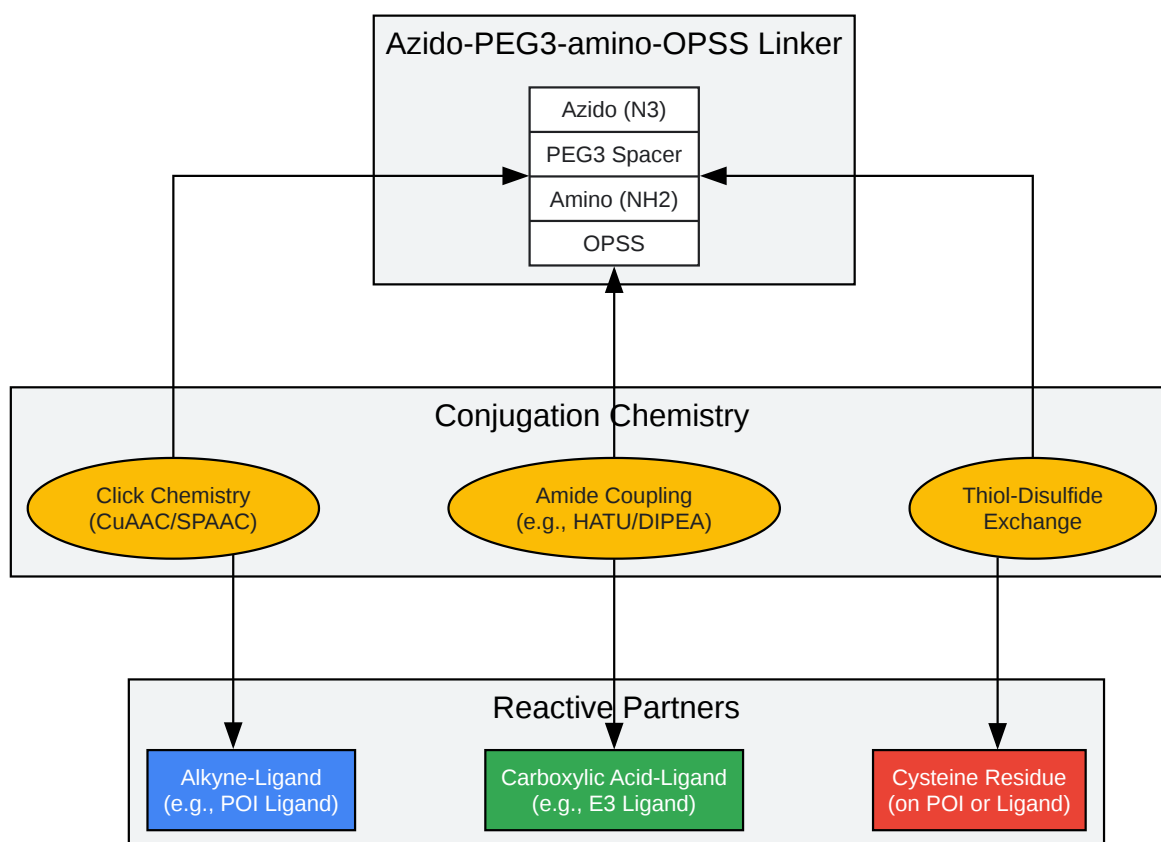 Azido-PEG3-amino-OPSS Linker
Azido (N3)
PEG3 Spacer
Amino (NH2)
OPSS
Conjugation Chemistry
Click Chemistry
(CuAAC/SPAAC)
Amide Coupling
(e.g., HATU/DIPEA)
Thiol-Disulfide
Exchange
Reactive Partners
Alkyne-Ligand
(e.g., POI Ligand)
Carboxylic Acid-Ligand
(e.g., E3 Ligand)
Cysteine Residue
(on POI or Ligand)